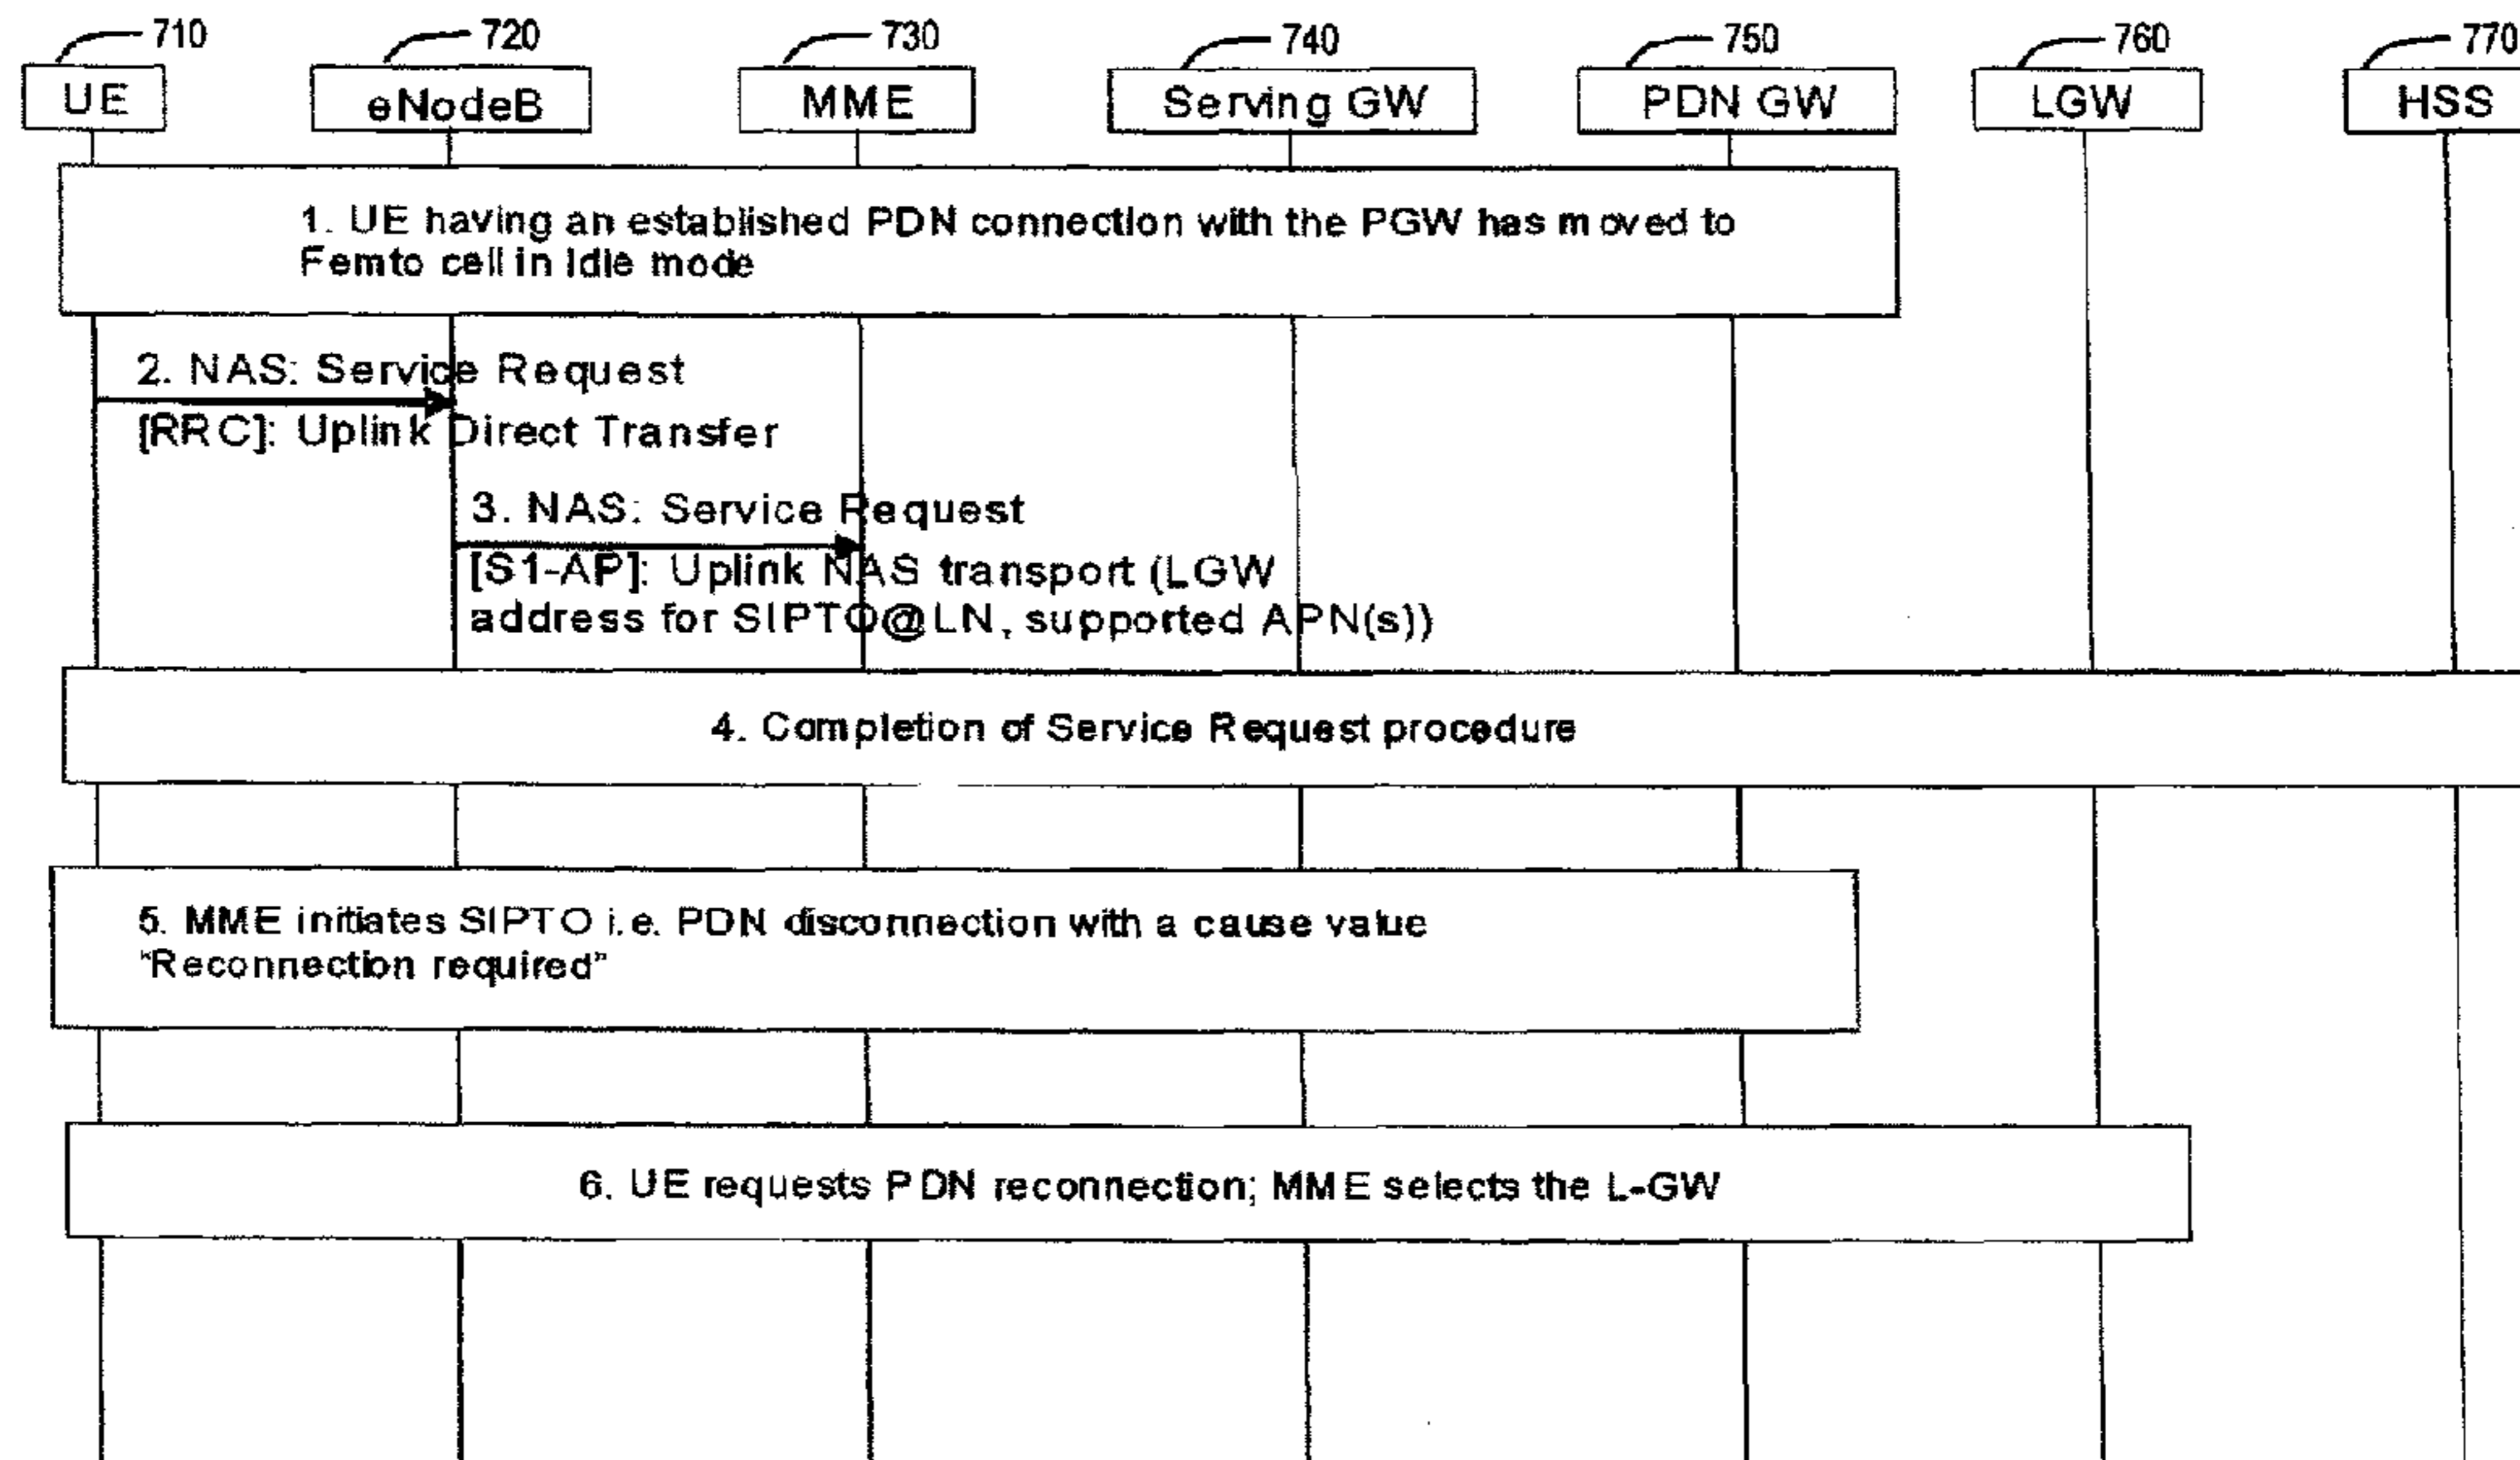 710
720
730
740
750
760
770
UE
eNodeB
MME
Serving GW
PDN GW
LGW
HSS
1. UE having an established PDN connection with the PGW has moved to
Femto cell in Idle mode
2. NAS: Service Request
[RRC]: Uplink Direct Transfer
3. NAS: Service Request
[S1-AP]: Uplink NAS transport (LGW
address for SIPTO@LN, supported APN(s))
4. Completion of Service Request procedure
5. MME initiates SIPTO i.e. PDN disconnection with a cause value
"Reconnection required"
6. UE requests PDN reconnection; MME selects the L-GW